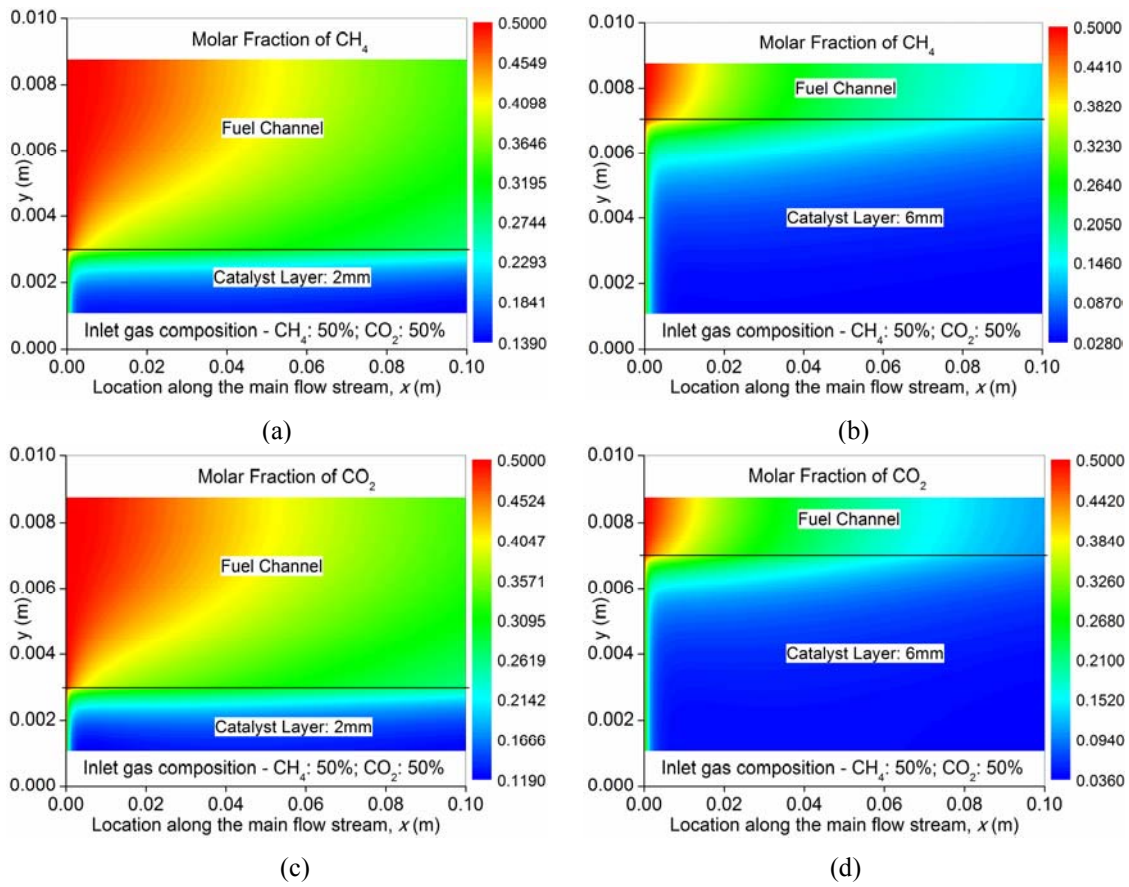 0.010
0.008
0.006
0.004
0.002
0.000
y (m)
Molar Fraction of CH₄
Fuel Channel
Catalyst Layer: 2mm
Inlet gas composition - CH₄: 50%; CO₂: 50%
0.00 0.02 0.04 0.06 0.08 0.10
Location along the main flow stream, x (m)
0.5000
0.4549
0.4098
0.3646
0.3195
0.2744
0.2293
0.1841
0.1390
(a)
0.010
0.008
0.006
0.004
0.002
0.000
y (m)
Molar Fraction of CH₄
Fuel Channel
Catalyst Layer: 6mm
Inlet gas composition - CH₄: 50%; CO₂: 50%
0.00 0.02 0.04 0.06 0.08 0.10
Location along the main flow stream, x (m)
0.5000
0.4410
0.3820
0.3230
0.2640
0.2050
0.1460
0.0870
0.0280
(b)
0.010
0.008
0.006
0.004
0.002
0.000
y (m)
Molar Fraction of CO₂
Fuel Channel
Catalyst Layer: 2mm
Inlet gas composition - CH₄: 50%; CO₂: 50%
0.00 0.02 0.04 0.06 0.08 0.10
Location along the main flow stream, x (m)
0.5000
0.4524
0.4047
0.3571
0.3095
0.2619
0.2142
0.1666
0.1190
(c)
0.010
0.008
0.006
0.004
0.002
0.000
y (m)
Molar Fraction of CO₂
Fuel Channel
Catalyst Layer: 6mm
Inlet gas composition - CH₄: 50%; CO₂: 50%
0.00 0.02 0.04 0.06 0.08 0.10
Location along the main flow stream, x (m)
0.5000
0.4420
0.3840
0.3260
0.2680
0.2100
0.1520
0.0940
0.0360
(d)